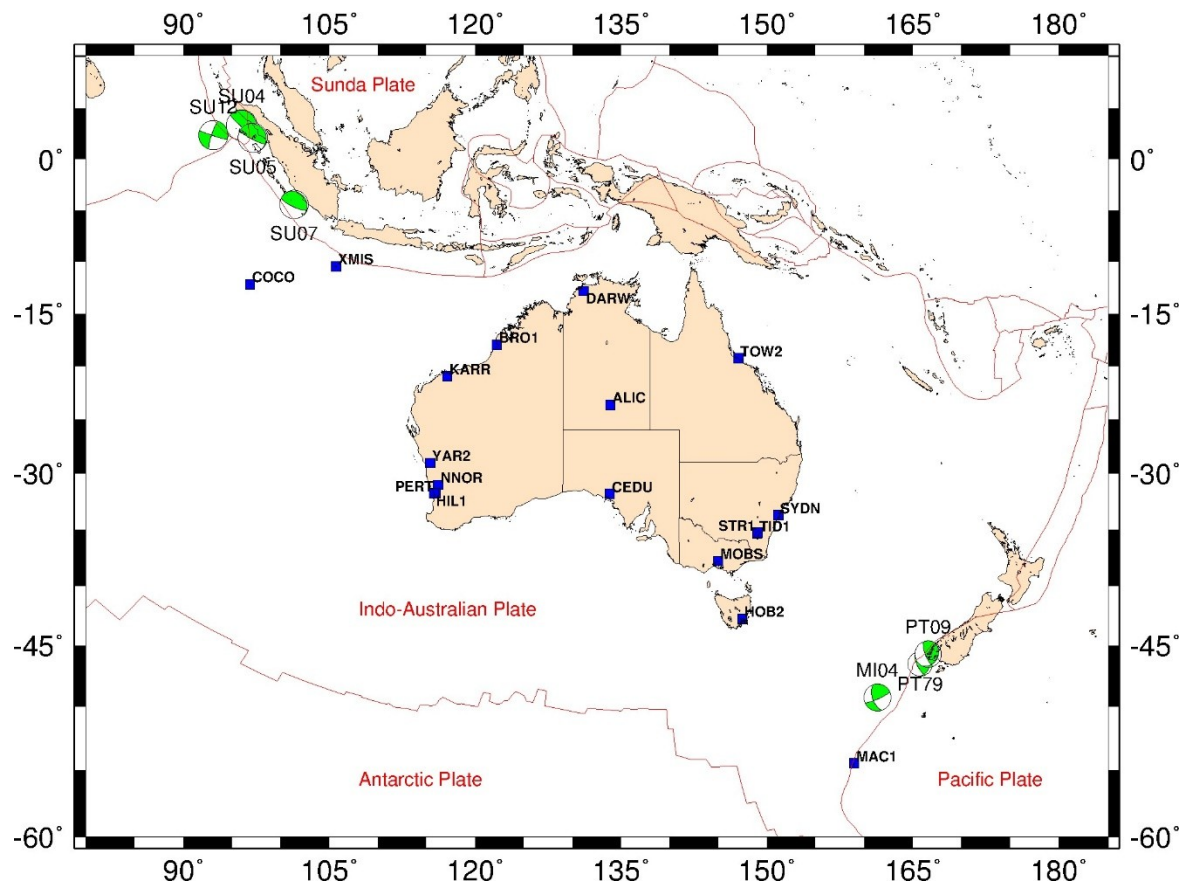 90˚ 105˚ 120˚ 135˚ 150˚ 165˚ 180˚
Sunda Plate
SU04
SU12
0˚ 0˚
SU05
SU07
XMIS
COCO
DARW
-15˚ -15˚
BRO1
TOW2
KARR
ALIC
YAR2
-30˚ -30˚
NNOR
PERT
CEDU
HIL1
SYDN
STR1 TID1
MOBS
Indo-Australian Plate
HOB2
PT09
-45˚ -45˚
MI04
PT79
MAC1
Antarctic Plate
Pacific Plate
-60˚ -60˚
90˚ 105˚ 120˚ 135˚ 150˚ 165˚ 180˚